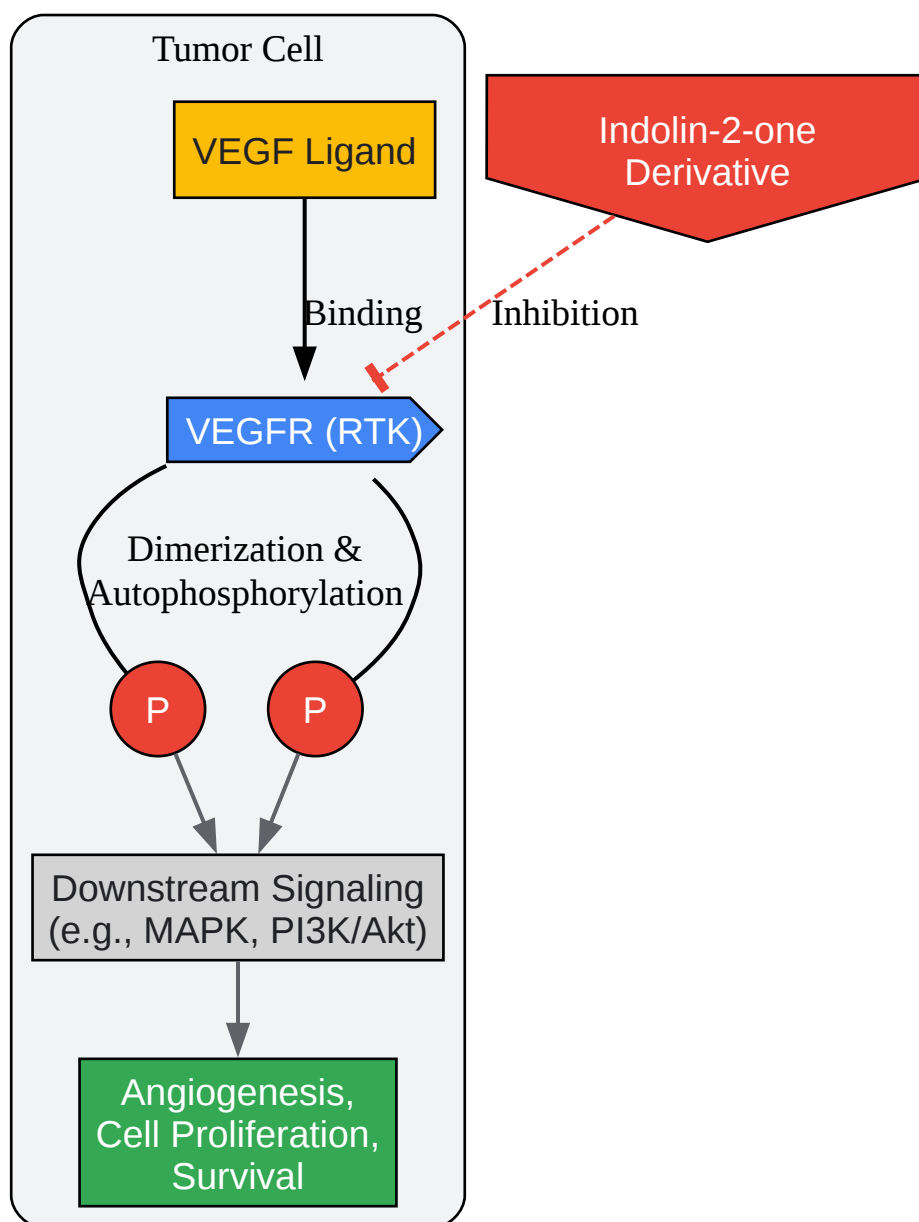 Tumor Cell
VEGF Ligand
Indolin-2-one
Derivative
Binding
Inhibition
VEGFR (RTK)
Dimerization &
Autophosphorylation
P
P
Downstream Signaling
(e.g., MAPK, PI3K/Akt)
Angiogenesis,
Cell Proliferation,
Survival